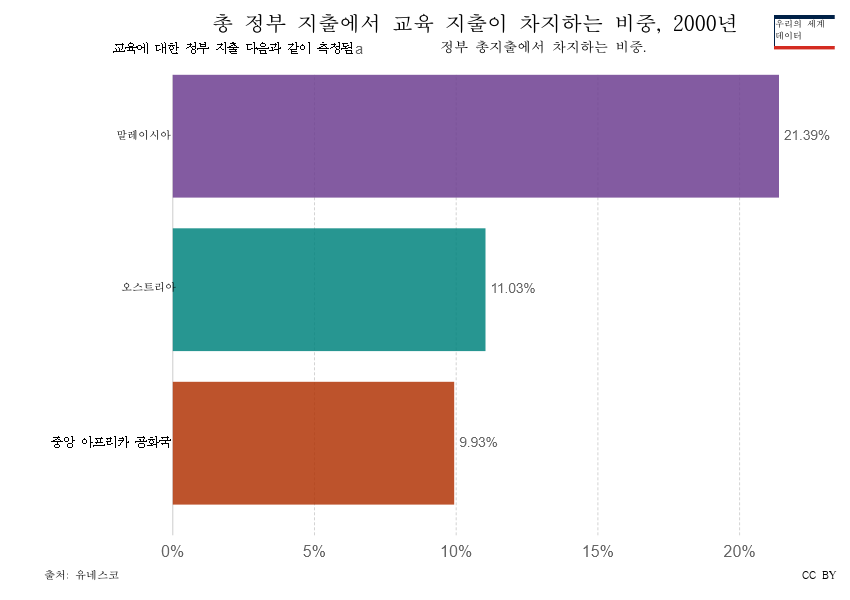 총 정부 지출에서 교육 지출이 차지하는 비중, 2000년
우리의 세계
데이터
교육에 대한 정부 지출 다음과 같이 측정됨a 정부 총지출에서 차지하는 비중.
말레이시아 21.39%
오스트리아 11.03%
중앙 아프리카 공화국 9.93%
0% 5% 10% 15% 20%
출처: 유네스코 CC BY